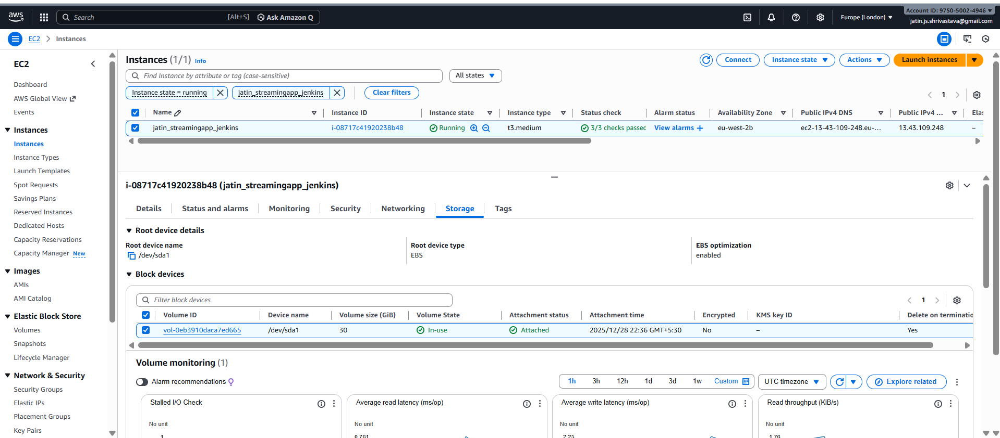 aws
Search [Alt+S] Ask Amazon Q
Europe (London)
Account ID: 9750-5002-4946
jatin.js.shrivastava@gmail.com
EC2 Instances
EC2
Dashboard
AWS Global View
Events
Instances
Instances
Instance Types
Launch Templates
Spot Requests
Savings Plans
Reserved Instances
Dedicated Hosts
Capacity Reservations
Capacity Manager New
Images
AMIs
AMI Catalog
Elastic Block Store
Volumes
Snapshots
Lifecycle Manager
Network & Security
Security Groups
Elastic IPs
Placement Groups
Key Pairs
Instances (1/1) Info
Connect Instance state Actions Launch instances
Find Instance by attribute or tag (case-sensitive) All states
Instance state = running jatin_streamingapp_jenkins Clear filters
1
Name Instance ID Instance state Instance type Status check Alarm status Availability Zone Public IPv4 DNS Public IPv4 ... Elas
jatin_streamingapp_jenkins i-08717c41920238b48 Running t3.medium 3/3 checks passed View alarms + eu-west-2b ec2-13-43-109-248.eu-... 13.43.109.248 –
i-08717c41920238b48 (jatin_streamingapp_jenkins)
Details Status and alarms Monitoring Security Networking Storage Tags
Root device details
Root device name Root device type EBS optimization
/dev/sda1 EBS enabled
Block devices
Filter block devices
1
Volume ID Device name Volume size (GiB) Volume State Attachment status Attachment time Encrypted KMS key ID Delete on terminatio
vol-0eb3910daca7ed665 /dev/sda1 30 In-use Attached 2025/12/28 22:36 GMT+5:30 No – Yes
Volume monitoring (1)
Alarm recommendations
1h 3h 12h 1d 3d 1w Custom UTC timezone Explore related
Stalled I/O Check Average read latency (ms/op) Average write latency (ms/op) Read throughput (KiB/s)
No unit No unit No unit No unit
1 0.761 2.25 1.76